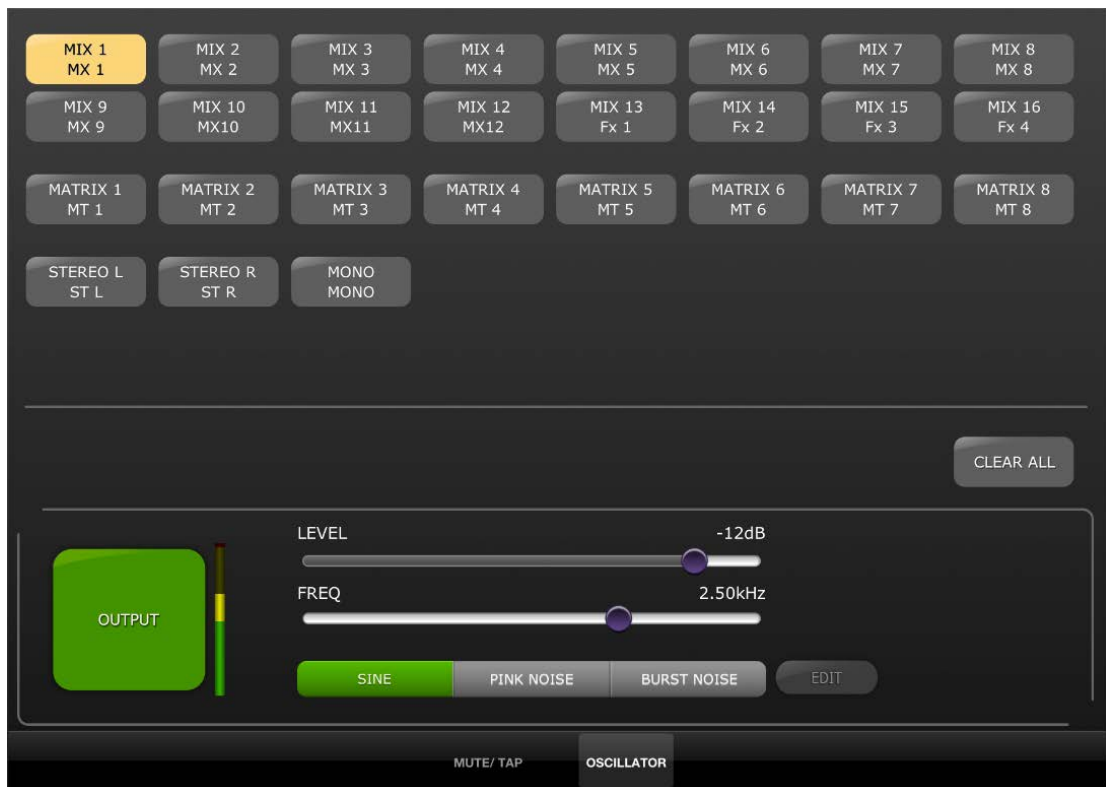 MIX 1 MIX 2 MIX 3 MIX 4 MIX 5 MIX 6 MIX 7 MIX 8
MX 1 MX 2 MX 3 MX 4 MX 5 MX 6 MX 7 MX 8
MIX 9 MIX 10 MIX 11 MIX 12 MIX 13 MIX 14 MIX 15 MIX 16
MX 9 MX10 MX11 MX12 Fx 1 Fx 2 Fx 3 Fx 4
MATRIX 1 MATRIX 2 MATRIX 3 MATRIX 4 MATRIX 5 MATRIX 6 MATRIX 7 MATRIX 8
MT 1 MT 2 MT 3 MT 4 MT 5 MT 6 MT 7 MT 8
STEREO L STEREO R MONO
ST L ST R MONO
CLEAR ALL
LEVEL -12dB
FREQ 2.50kHz
OUTPUT
SINE PINK NOISE BURST NOISE EDIT
MUTE/ TAP OSCILLATOR